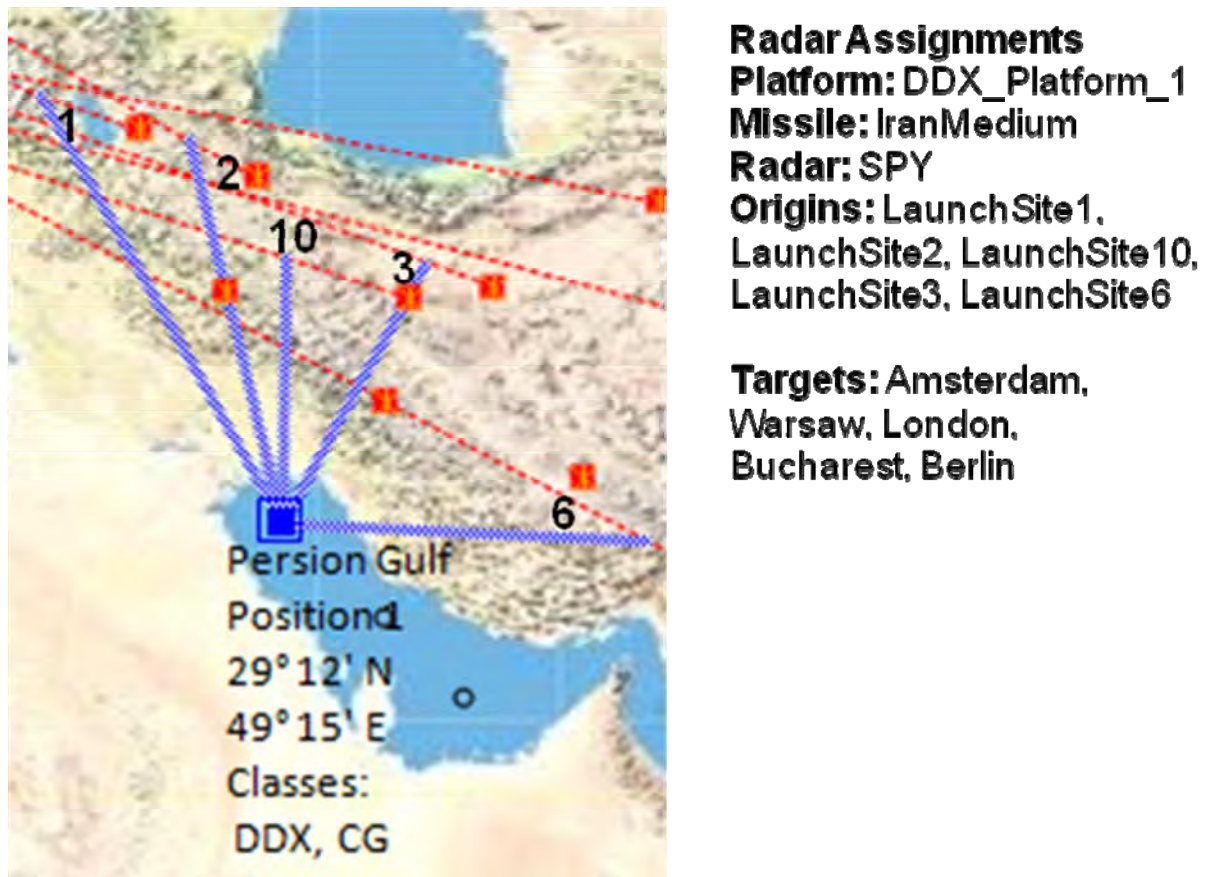 1
2
10
3
6
Persion Gulf
Position 1
29°12' N
49°15' E
Classes:
DDX, CG
Radar Assignments
Platform: DDX_Platform_1
Missile: IranMedium
Radar: SPY
Origins: LaunchSite1,
LaunchSite2, LaunchSite10,
LaunchSite3, LaunchSite6
Targets: Amsterdam,
Warsaw, London,
Bucharest, Berlin